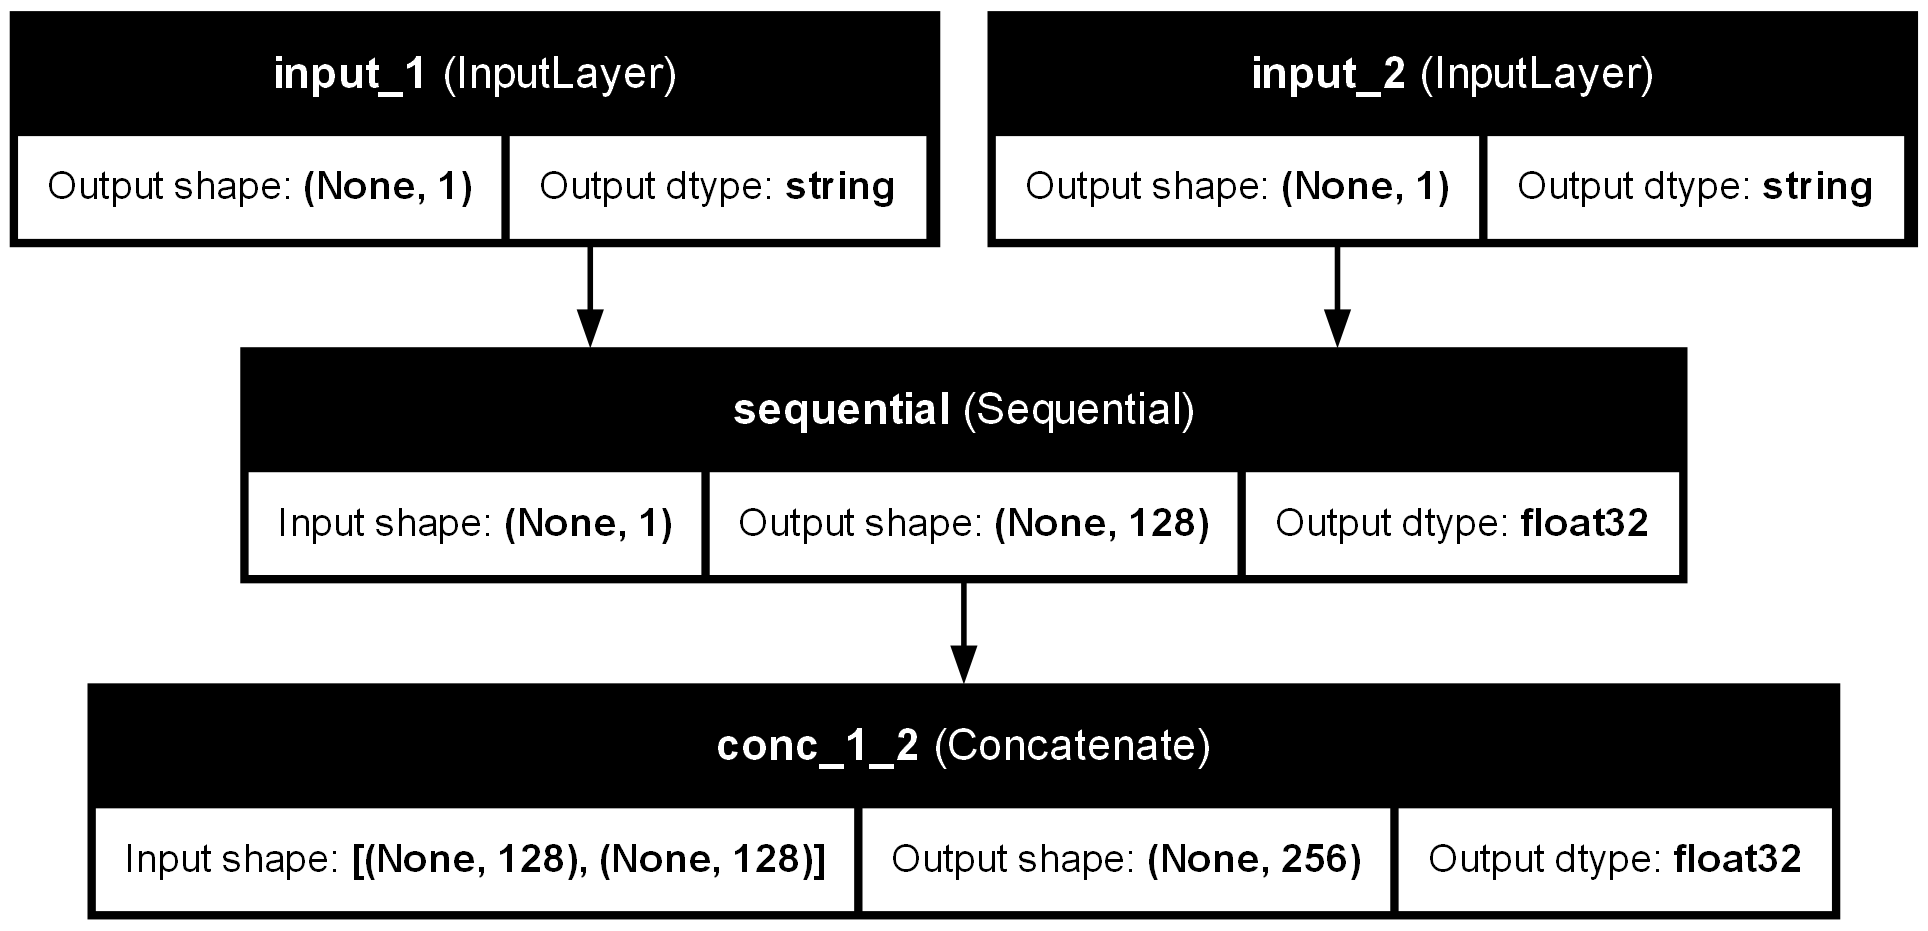 input_1 (InputLayer)
Output shape: (None, 1)
Output dtype: string
input_2 (InputLayer)
Output shape: (None, 1)
Output dtype: string
sequential (Sequential)
Input shape: (None, 1)
Output shape: (None, 128)
Output dtype: float32
conc_1_2 (Concatenate)
Input shape: [(None, 128), (None, 128)]
Output shape: (None, 256)
Output dtype: float32